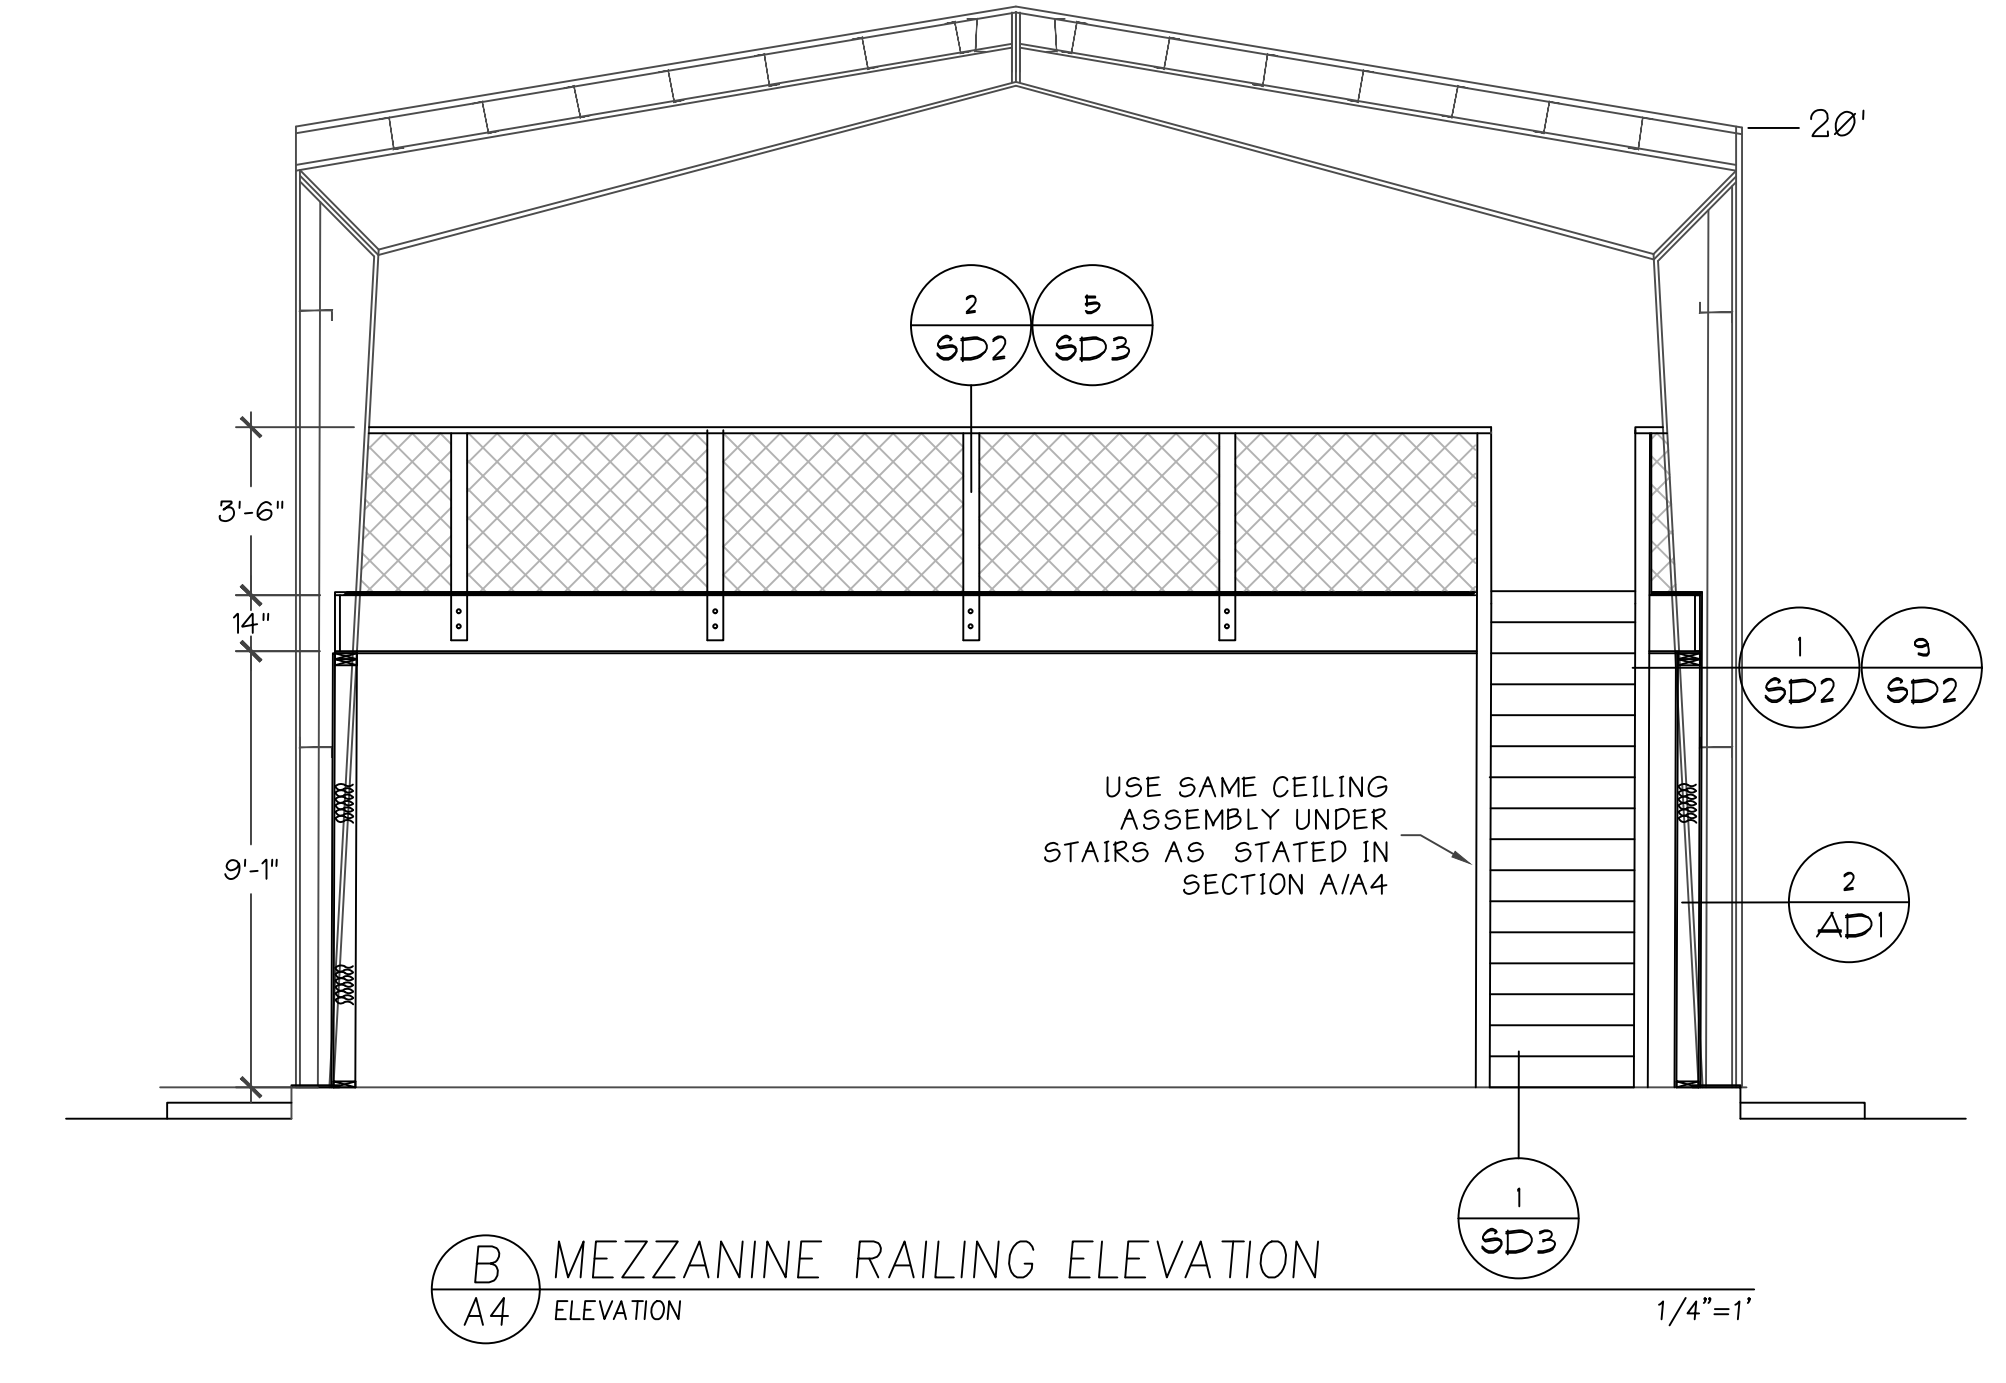 20'
2
SD2
5
SD3
3'-6"
14"
1
SD2
9
SD2
USE SAME CEILING
ASSEMBLY UNDER
STAIRS AS STATED IN
SECTION A/A4
9'-1"
2
AD1
1
SD3
B
A4
MEZZANINE RAILING ELEVATION
ELEVATION
1/4"=1'